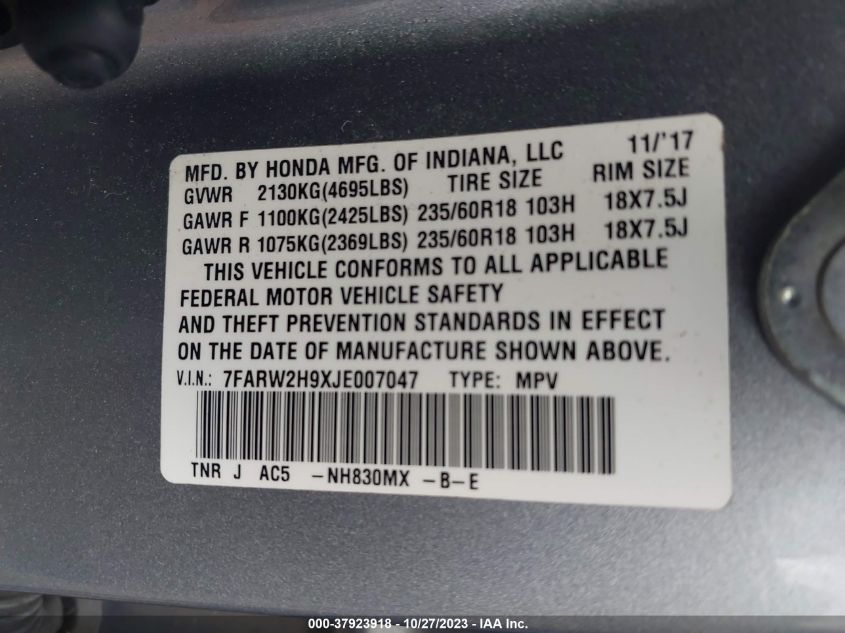 11/'17
MFD. BY HONDA MFG. OF INDIANA, LLC
GVWR 2130KG(4695LBS) TIRE SIZE RIM SIZE
GAWR F 1100KG(2425LBS) 235/60R18 103H 18X7.5J
GAWR R 1075KG(2369LBS) 235/60R18 103H 18X7.5J
THIS VEHICLE CONFORMS TO ALL APPLICABLE
FEDERAL MOTOR VEHICLE SAFETY
AND THEFT PREVENTION STANDARDS IN EFFECT
ON THE DATE OF MANUFACTURE SHOWN ABOVE.
V.I.N.: 7FARW2H9XJE007047 TYPE: MPV
TNR J AC5 -NH830MX -B-E
000-37923918 - 10/27/2023 - IAA Inc.